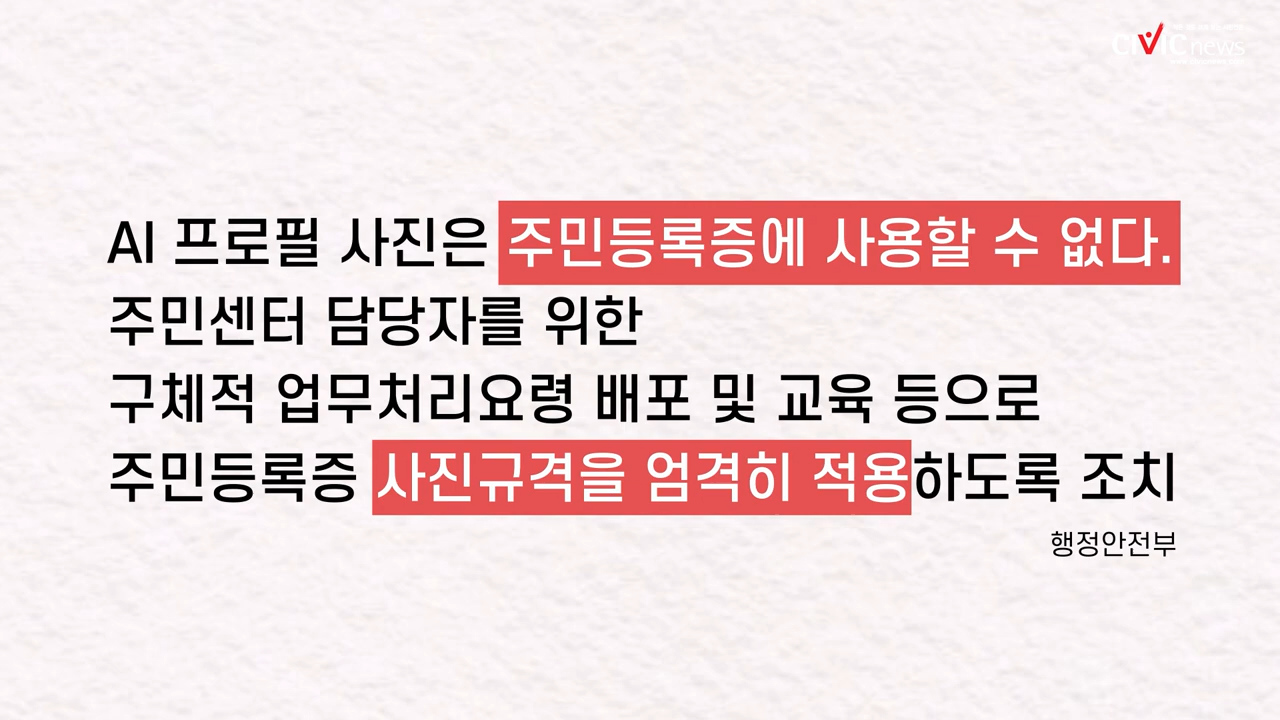 CIVIC news
AI 프로필 사진은 주민등록증에 사용할 수 없다.
주민센터 담당자를 위한
구체적 업무처리요령 배포 및 교육 등으로
주민등록증 사진규격을 엄격히 적용하도록 조치
행정안전부